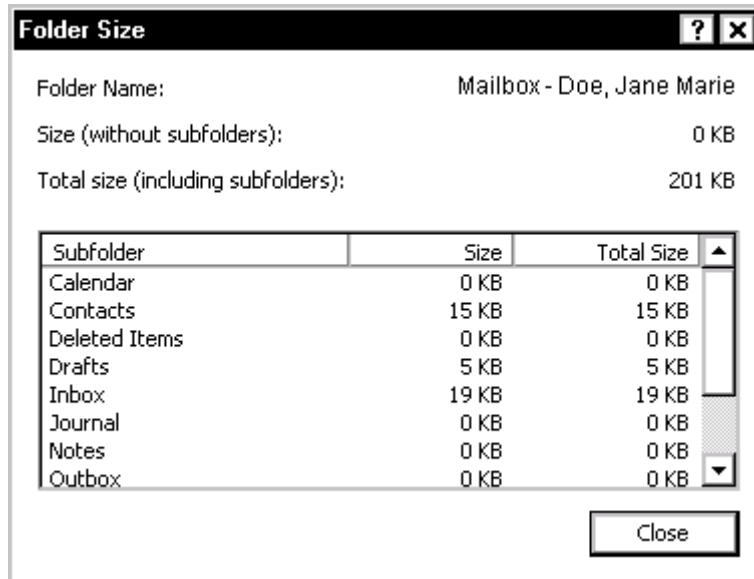 Folder Size ?
Folder Name: Mailbox - Doe, Jane Marie
Size (without subfolders): 0 KB
Total size (including subfolders): 201 KB
Subfolder Size Total Size
Calendar 0 KB 0 KB
Contacts 15 KB 15 KB
Deleted Items 0 KB 0 KB
Drafts 5 KB 5 KB
Inbox 19 KB 19 KB
Journal 0 KB 0 KB
Notes 0 KB 0 KB
Outbox 0 KB 0 KB
Close